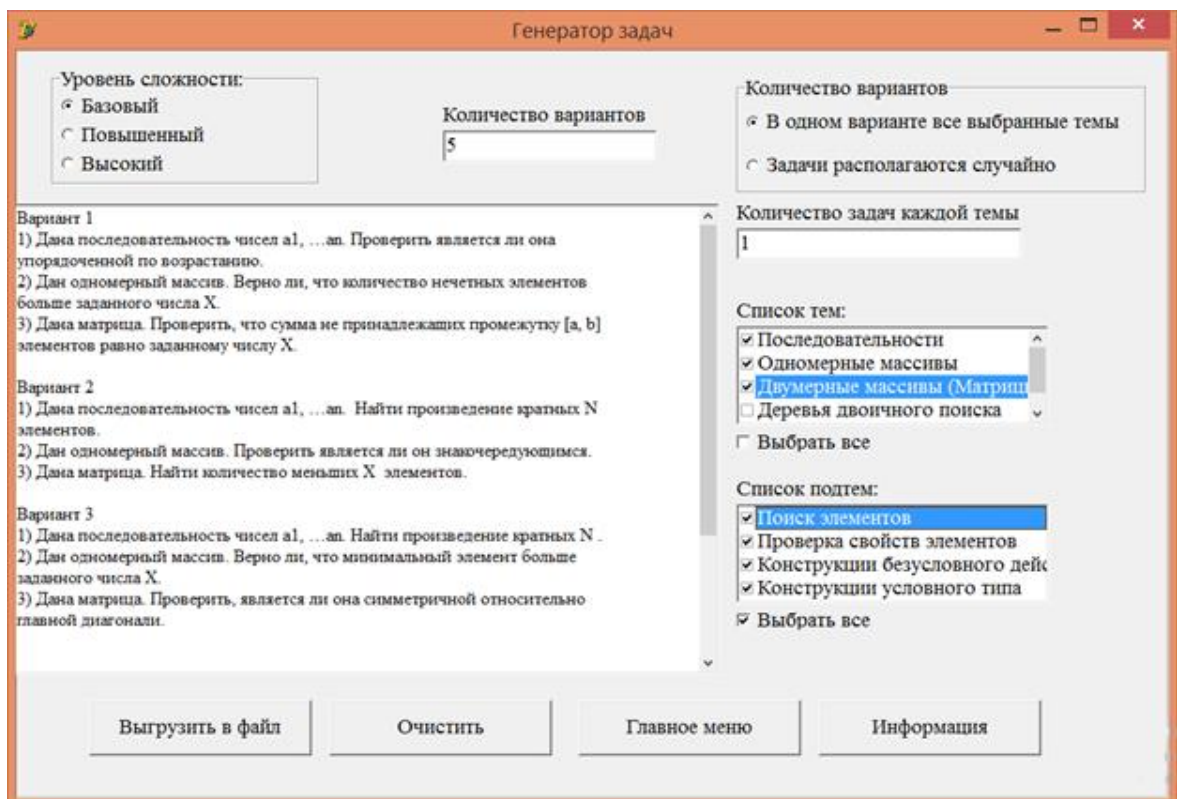 Генератор задач
Уровень сложности:
Базовый
Повышенный
Высокий
Количество вариантов
5
Количество вариантов
В одном варианте все выбранные темы
Задачи располагаются случайно
Вариант 1
1) Дана последовательность чисел a1, …an. Проверить является ли она
упорядоченной по возрастанию.
2) Дан одномерный массив. Верно ли, что количество нечетных элементов
больше заданного числа X.
3) Дана матрица. Проверить, что сумма не принадлежащих промежутку [a, b]
элементов равно заданному числу X.
Вариант 2
1) Дана последовательность чисел a1, …an. Найти произведение кратных N
элементов.
2) Дан одномерный массив. Проверить является ли он знакочередующимся.
3) Дана матрица. Найти количество меньших X элементов.
Вариант 3
1) Дана последовательность чисел a1, …an. Найти произведение кратных N .
2) Дан одномерный массив. Верно ли, что минимальный элемент больше
заданного числа X.
3) Дана матрица. Проверить, является ли она симметричной относительно
главной диагонали.
Количество задач каждой темы
1
Список тем:
Последовательности
Одномерные массивы
Двумерные массивы (Матриц
Деревья двоичного поиска
Выбрать все
Список подтем:
Поиск элементов
Проверка свойств элементов
Конструкции безусловного дейс
Конструкции условного типа
Выбрать все
Выгрузить в файл
Очистить
Главное меню
Информация